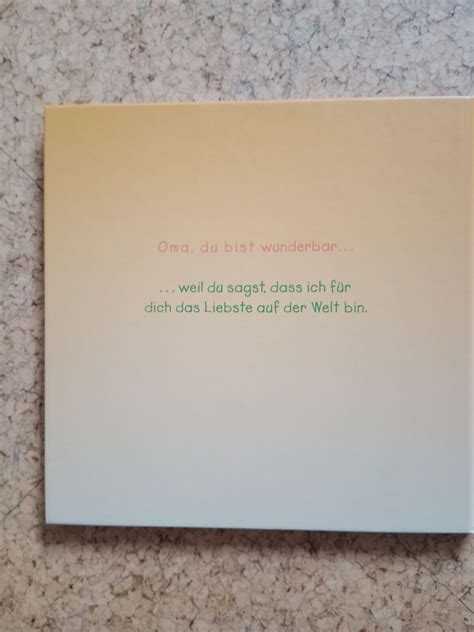 Oma, du bist wunderbar...
...weil du sagst, dass ich für
dich das Liebste auf der Welt bin.